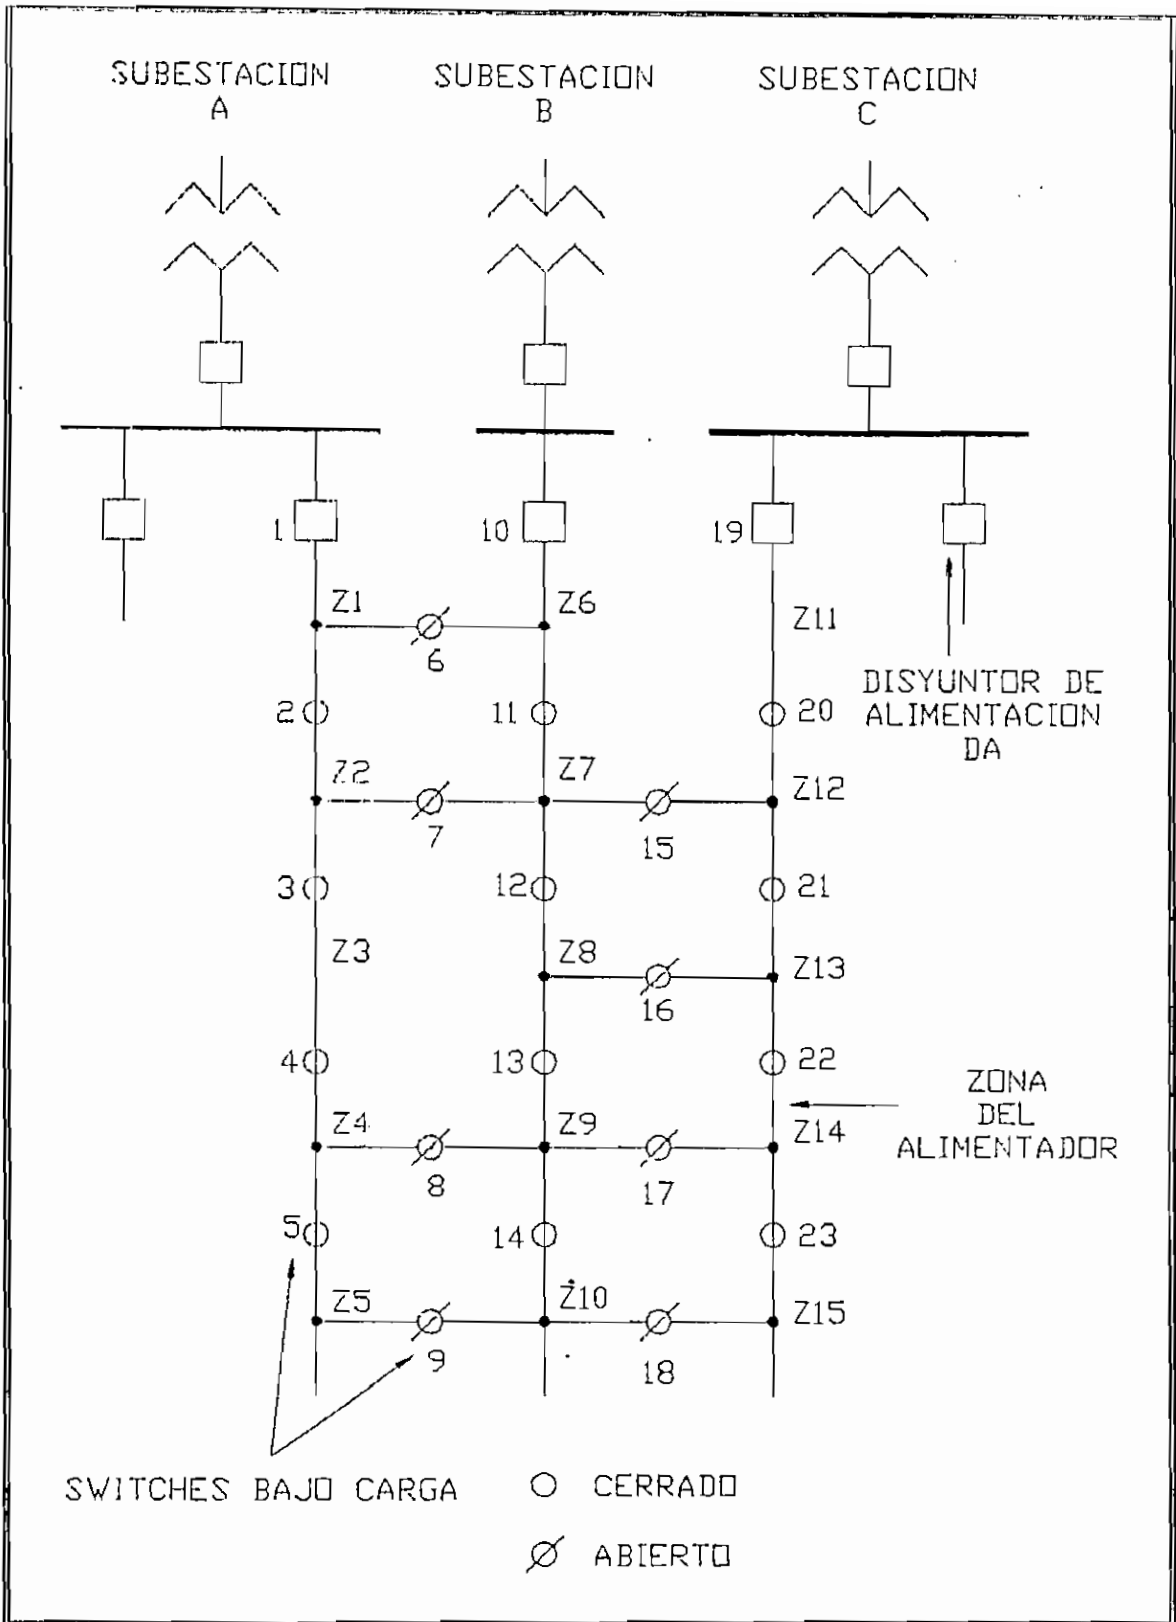 SUBESTACION
A
SUBESTACION
B
SUBESTACION
C
1
10
19
Z1
Z6
Z11
6
DISYUNTOR DE
ALIMENTACION
DA
2
11
20
Z2
Z7
Z12
7
15
3
12
21
Z3
Z8
Z13
16
4
13
22
ZONA
DEL
ALIMENTADOR
Z4
Z9
Z14
8
17
5
14
23
Z5
Z10
Z15
9
18
SWITCHES BAJO CARGA
CERRADO
ABIERTO